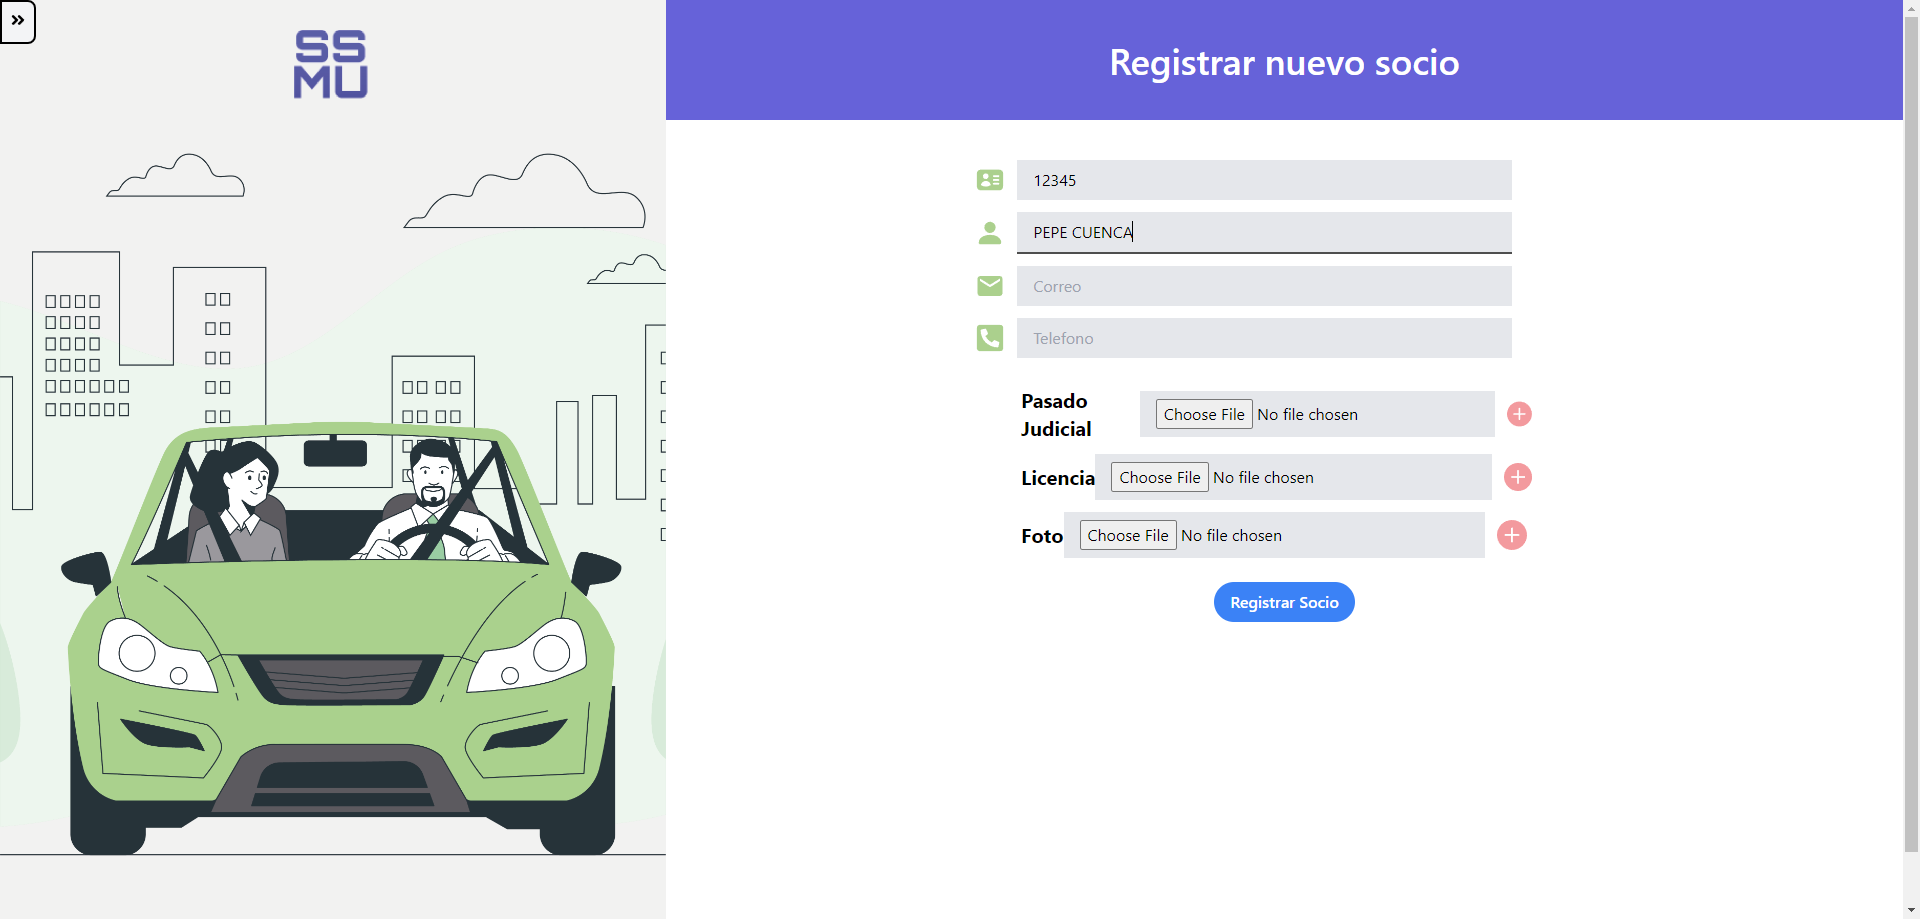 SS
MU
Registrar nuevo socio
12345
PEPE CUENCA
Correo
Telefono
Pasado
Judicial
Choose File No file chosen
Licencia Choose File No file chosen
Foto Choose File No file chosen
Registrar Socio